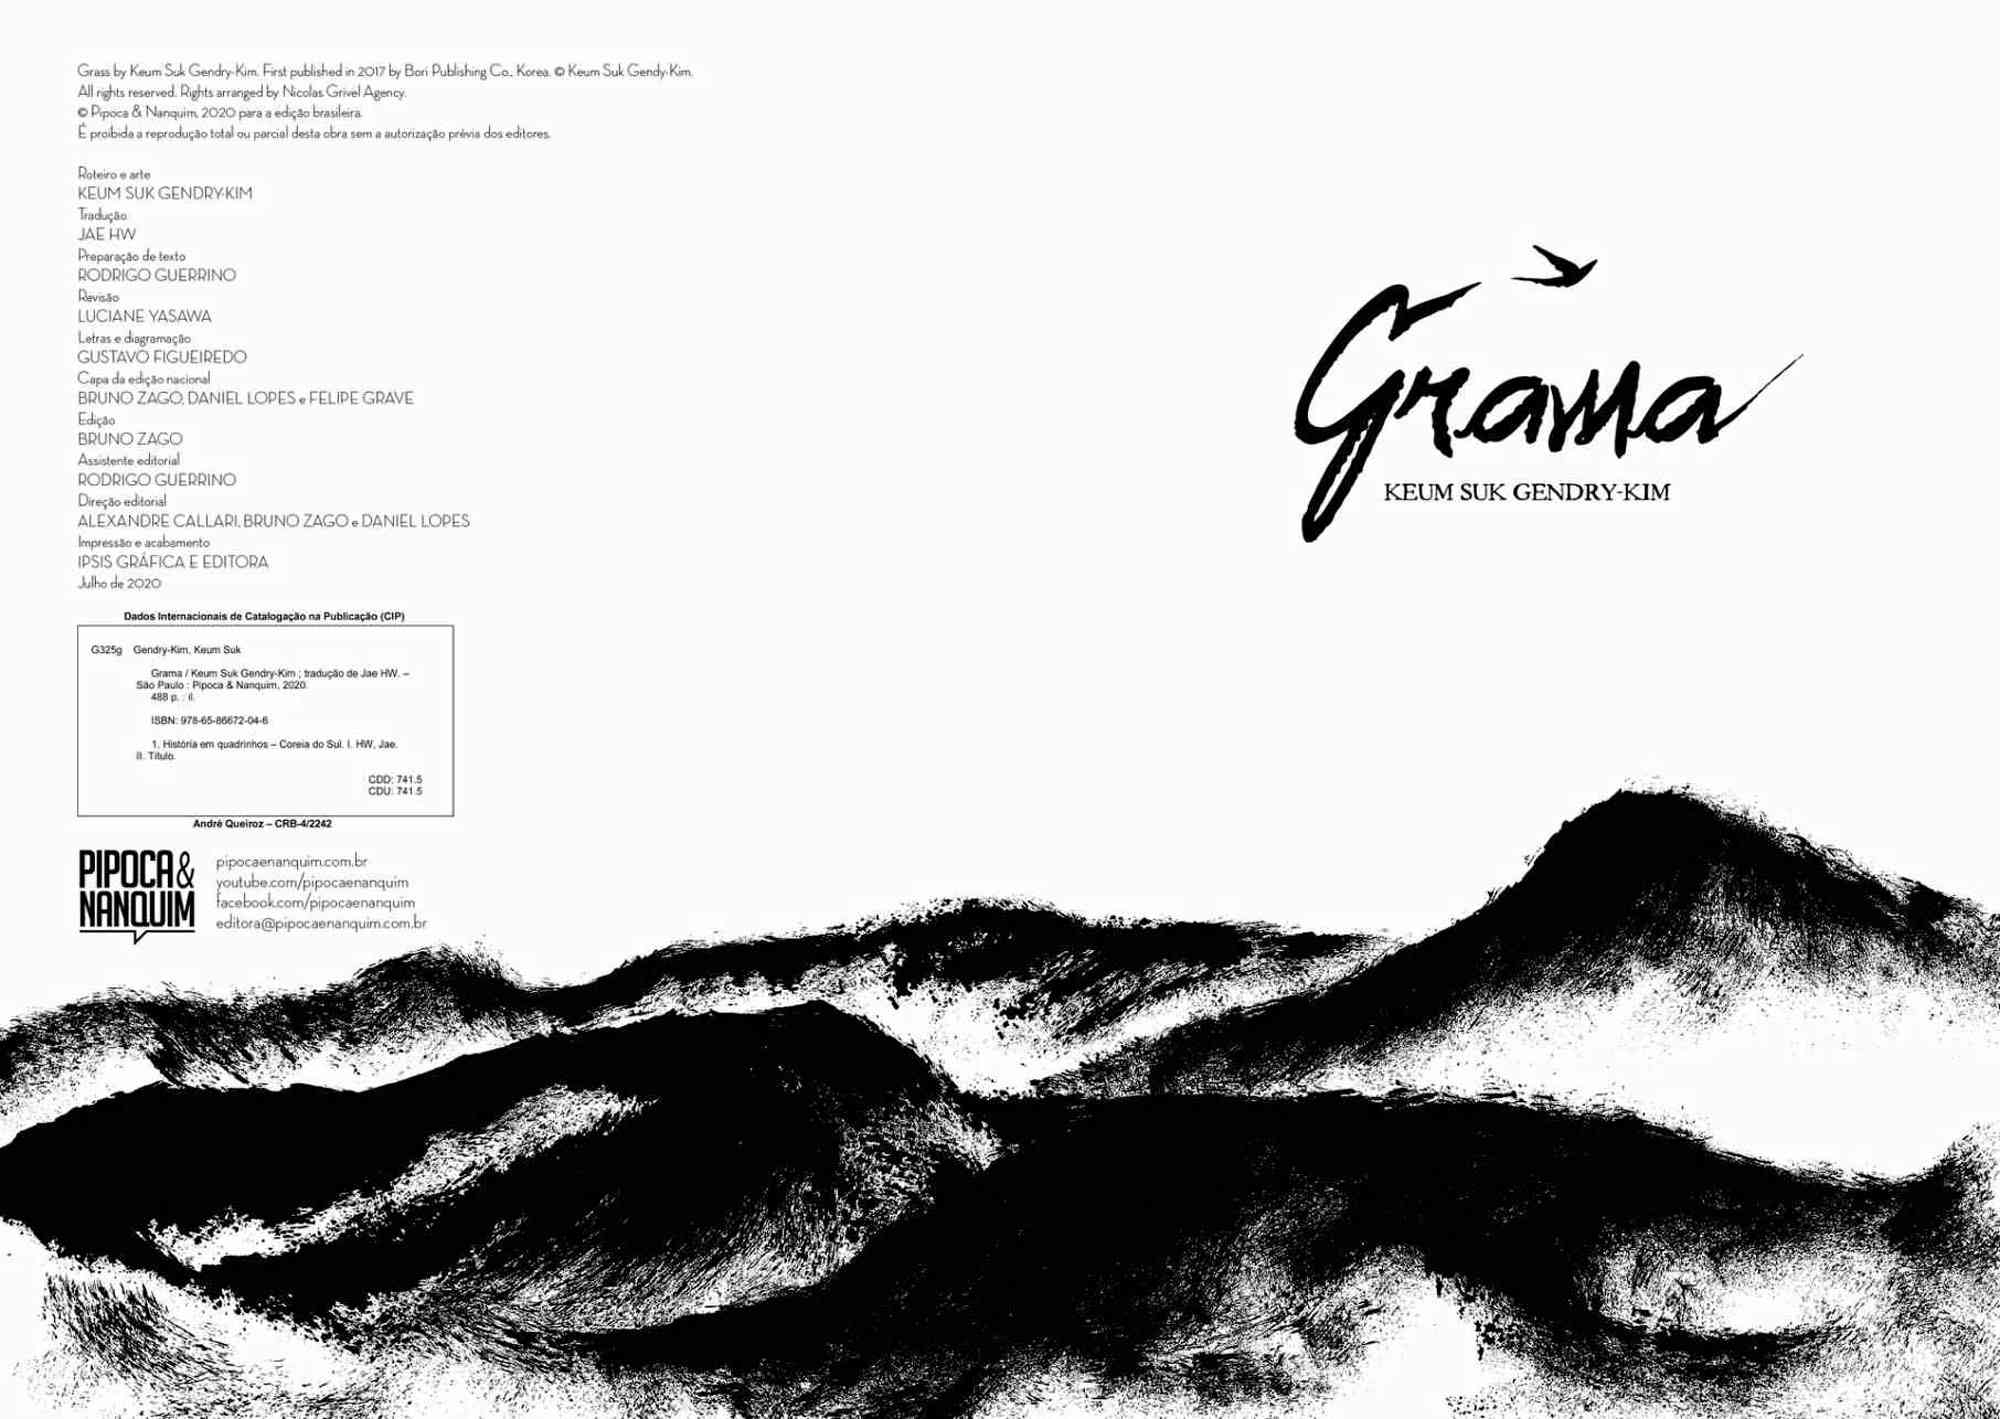 Grass by Keum Suk Gendry-Kim. First published in 2017 by Bori Publishing Co., Korea. © Keum Suk Gendy-Kim.
All rights reserved. Rights arranged by Nicolas Grivel Agency.
© Pipoca & Nanquim, 2020 para a edição brasileira.
É proibida a reprodução total ou parcial desta obra sem a autorização prévia dos editores.
Roteiro e arte
KEUM SUK GENDRY-KIM
Tradução
JAE HW
Preparação de texto
RODRIGO GUERRINO
Revisão
LUCIANE YASAWA
Letras e diagramação
GUSTAVO FIGUEIREDO
Capa da edição nacional
BRUNO ZAGO, DANIEL LOPES e FELIPE GRAVE
Edição
BRUNO ZAGO
Assistente editorial
RODRIGO GUERRINO
Direção editorial
ALEXANDRE CALLARI, BRUNO ZAGO e DANIEL LOPES
Impressão e acabamento
IPSIS GRÁFICA E EDITORA
Julho de 2020
Dados Internacionais de Catalogação na Publicação (CIP)
G325g Gendry-Kim, Keum Suk
Grama / Keum Suk Gendry-Kim ; tradução de Jae HW. –
São Paulo : Pipoca & Nanquim, 2020.
488 p. : il.
ISBN: 978-65-86672-04-6
1. História em quadrinhos – Coreia do Sul. I. HW, Jae.
II. Título.
CDD: 741.5
CDU: 741.5
André Queiroz – CRB-4/2242
PIPOCA &
NANQUIM
pipocaenanquim.com.br
youtube.com/pipocaenanquim
facebook.com/pipocaenanquim
editora@pipocaenanquim.com.br
Grama
KEUM SUK GENDRY-KIM